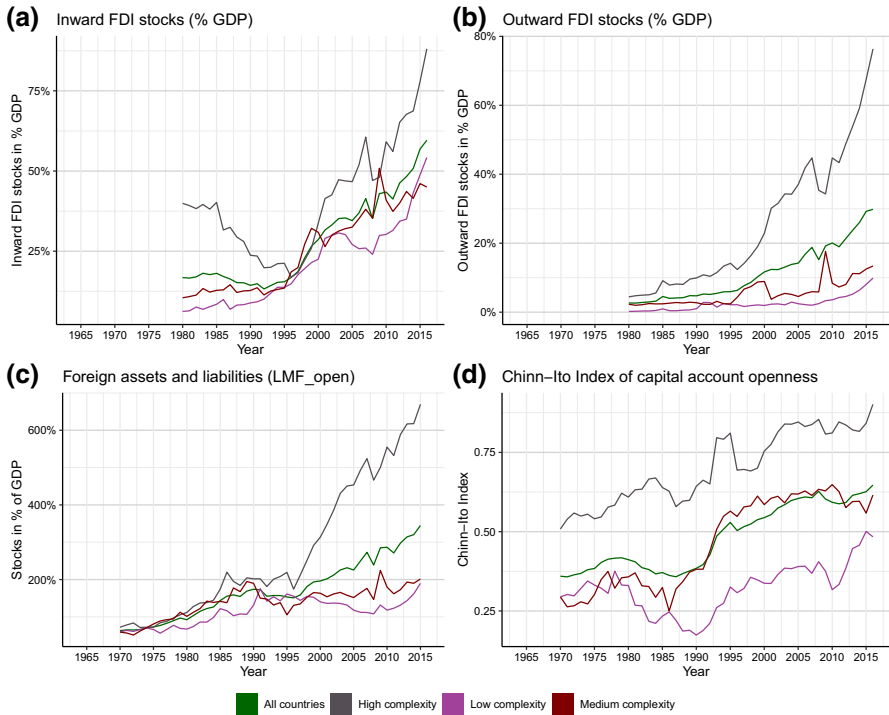 (a) Inward FDI stocks (% GDP)
Inward FDI stocks in % GDP
75%
50%
25%
1965 1970 1975 1980 1985 1990 1995 2000 2005 2010 2015
Year
(b) Outward FDI stocks (% GDP)
Outward FDI stocks in % GDP
80%
60%
40%
20%
0%
1965 1970 1975 1980 1985 1990 1995 2000 2005 2010 2015
Year
(c) Foreign assets and liabilities (LMF_open)
Stocks in % of GDP
600%
400%
200%
1965 1970 1975 1980 1985 1990 1995 2000 2005 2010 2015
Year
(d) Chinn–Ito Index of capital account openness
Chinn–Ito Index
0.75
0.50
0.25
1965 1970 1975 1980 1985 1990 1995 2000 2005 2010 2015
Year
All countries High complexity Low complexity Medium complexity